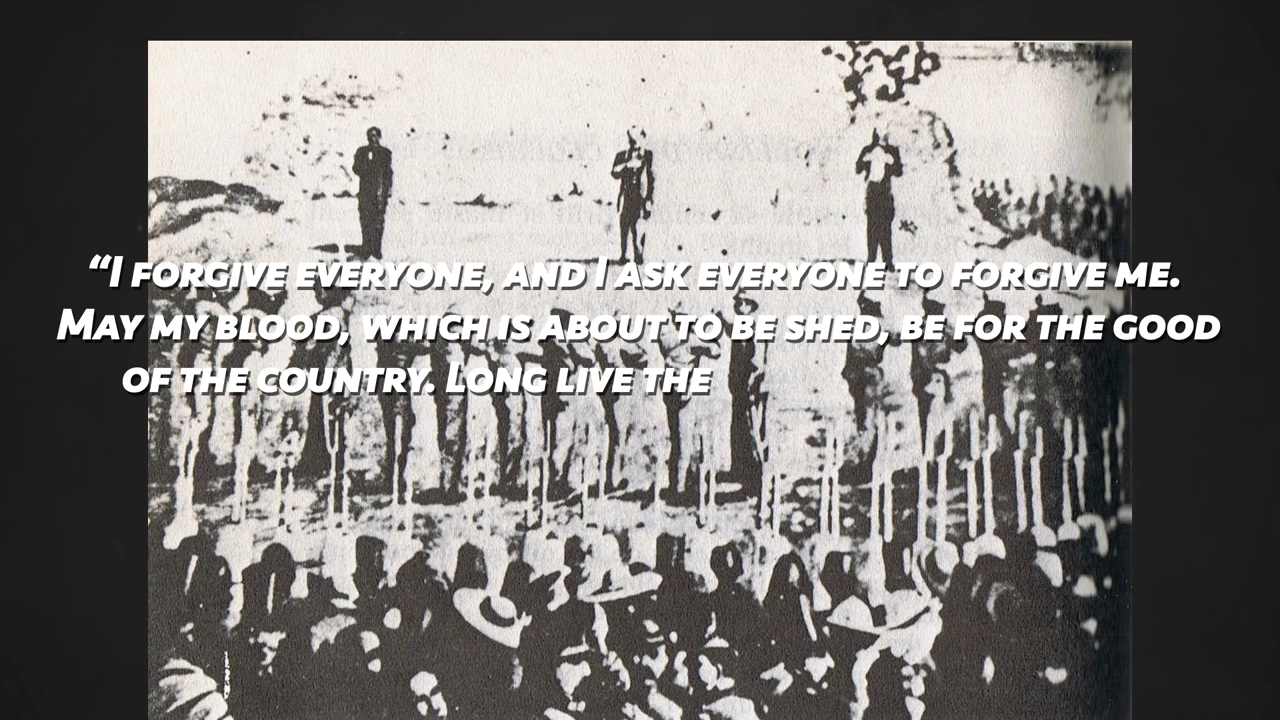 “I forgive everyone, and I ask everyone to forgive me.
May my blood, which is about to be shed, be for the good
of the country. Long live the